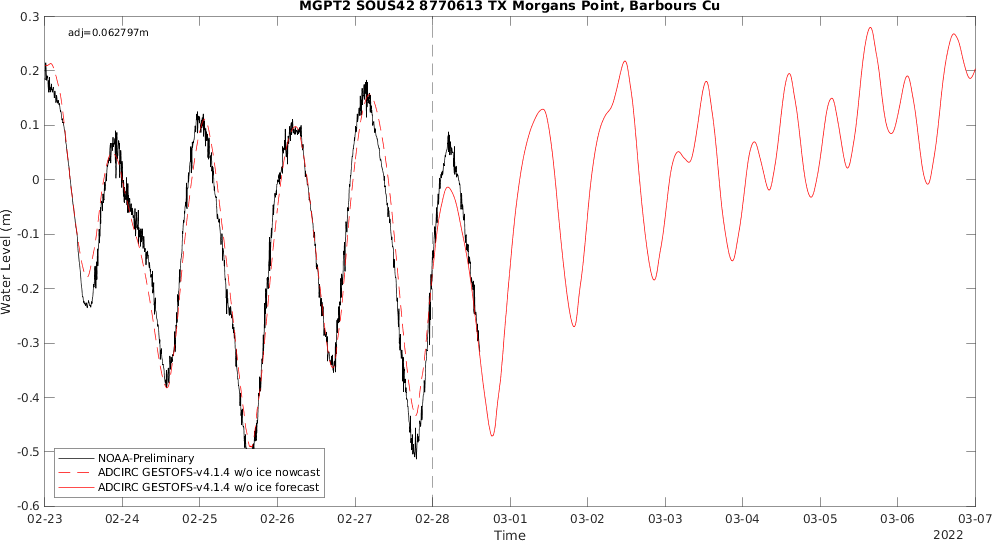 MGPT2 SOUS42 8770613 TX Morgans Point, Barbours Cu
adj=0.062797m
0.3
0.2
0.1
0
-0.1
-0.2
-0.3
-0.4
-0.5
-0.6
Water Level (m)
NOAA-Preliminary
ADCIRC GESTOFS-v4.1.4 w/o ice nowcast
ADCIRC GESTOFS-v4.1.4 w/o ice forecast
02-23 02-24 02-25 02-26 02-27 02-28 03-01 03-02 03-03 03-04 03-05 03-06 03-07
Time
2022